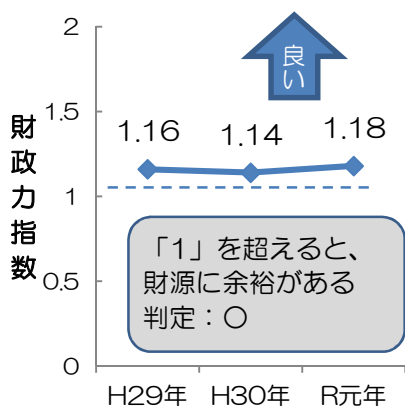 2
良い
1.5
1.16
1.14
1.18
財政力指数
1
「1」を超えると、
財源に余裕がある
判定:〇
0.5
0
H29年 H30年 R元年